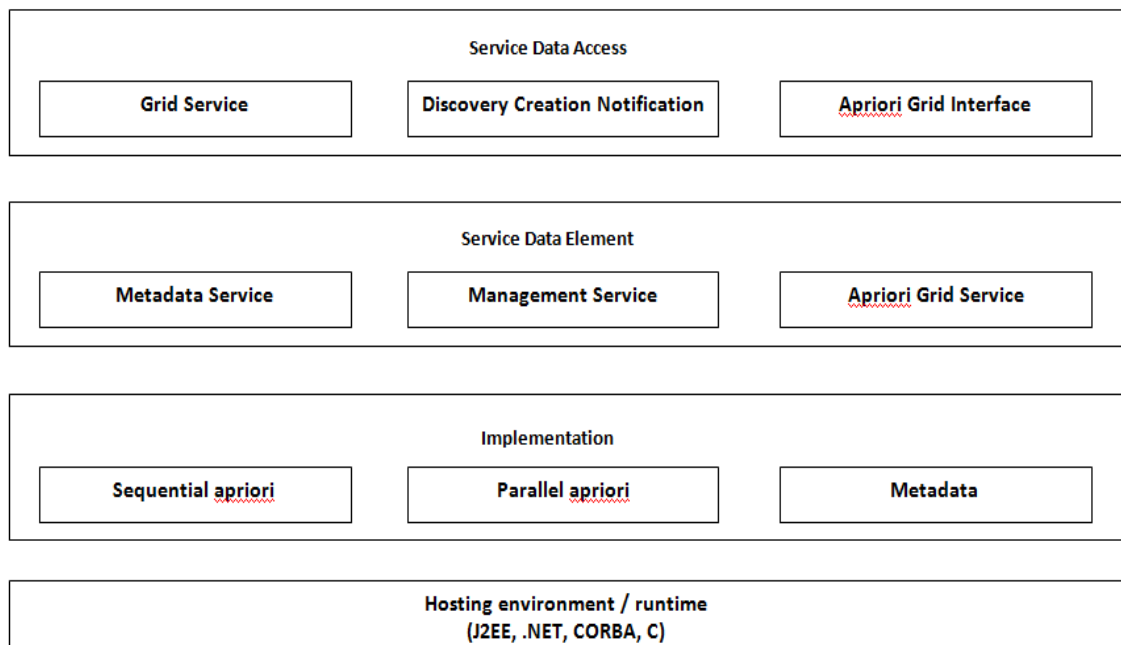 Service Data Access
Grid Service
Discovery Creation Notification
Apriori Grid Interface
Service Data Element
Metadata Service
Management Service
Apriori Grid Service
Implementation
Sequential apriori
Parallel apriori
Metadata
Hosting environment / runtime
(J2EE, .NET, CORBA, C)